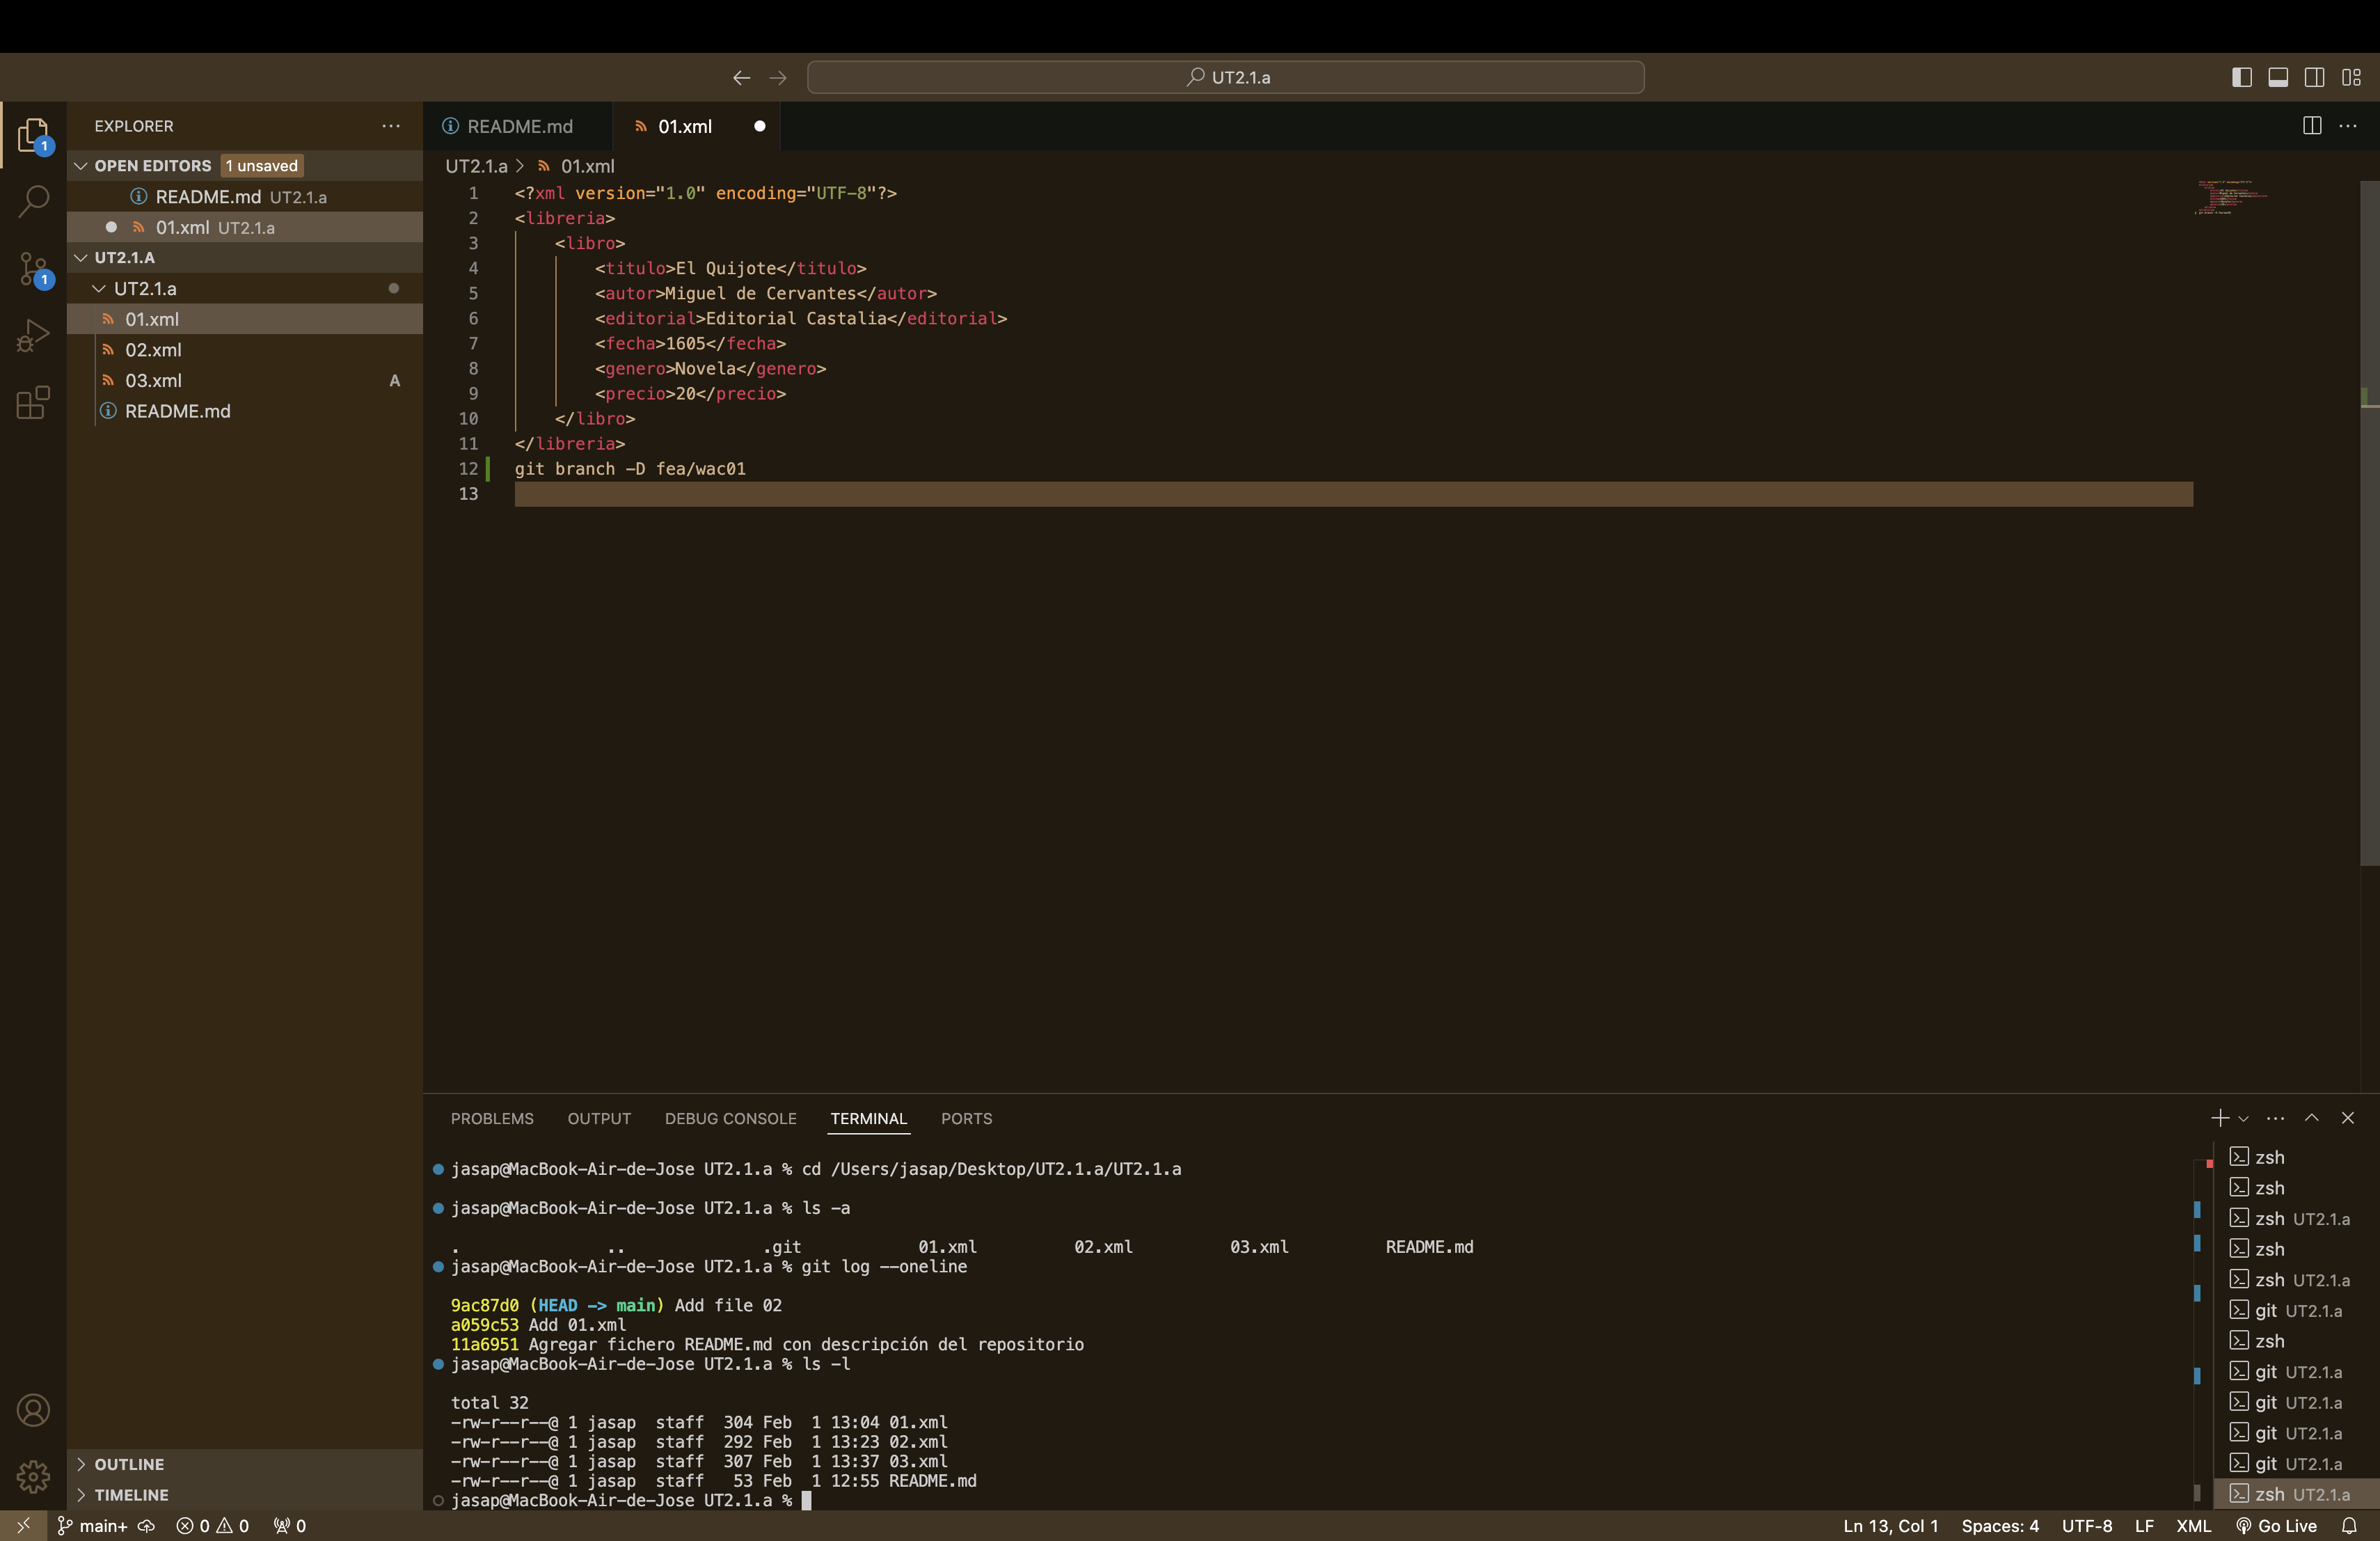 UT2.1.a
EXPLORER
OPEN EDITORS 1 unsaved
README.md UT2.1.a
01.xml UT2.1.a
UT2.1.A
UT2.1.a
01.xml
02.xml
03.xml A
README.md
OUTLINE
TIMELINE
1
1
README.md 01.xml
UT2.1.a > 01.xml
1 <?xml version="1.0" encoding="UTF-8"?>
2 <libreria>
3 <libro>
4 <titulo>El Quijote</titulo>
5 <autor>Miguel de Cervantes</autor>
6 <editorial>Editorial Castalia</editorial>
7 <fecha>1605</fecha>
8 <genero>Novela</genero>
9 <precio>20</precio>
10 </libro>
11 </libreria>
12 git branch -D fea/wac01
13
PROBLEMS OUTPUT DEBUG CONSOLE TERMINAL PORTS
jasap@MacBook-Air-de-Jose UT2.1.a % cd /Users/jasap/Desktop/UT2.1.a/UT2.1.a
jasap@MacBook-Air-de-Jose UT2.1.a % ls -a
. .. .git 01.xml 02.xml 03.xml README.md
jasap@MacBook-Air-de-Jose UT2.1.a % git log --oneline
9ac87d0 (HEAD -> main) Add file 02
a059c53 Add 01.xml
11a6951 Agregar fichero README.md con descripción del repositorio
jasap@MacBook-Air-de-Jose UT2.1.a % ls -l
total 32
-rw-r--r--@ 1 jasap staff 304 Feb 1 13:04 01.xml
-rw-r--r--@ 1 jasap staff 292 Feb 1 13:23 02.xml
-rw-r--r--@ 1 jasap staff 307 Feb 1 13:37 03.xml
-rw-r--r--@ 1 jasap staff 53 Feb 1 12:55 README.md
jasap@MacBook-Air-de-Jose UT2.1.a %
zsh
zsh
zsh UT2.1.a
zsh
zsh UT2.1.a
git UT2.1.a
zsh
git UT2.1.a
git UT2.1.a
git UT2.1.a
git UT2.1.a
zsh UT2.1.a
main+ 0 0 0 Ln 13, Col 1 Spaces: 4 UTF-8 LF XML Go Live